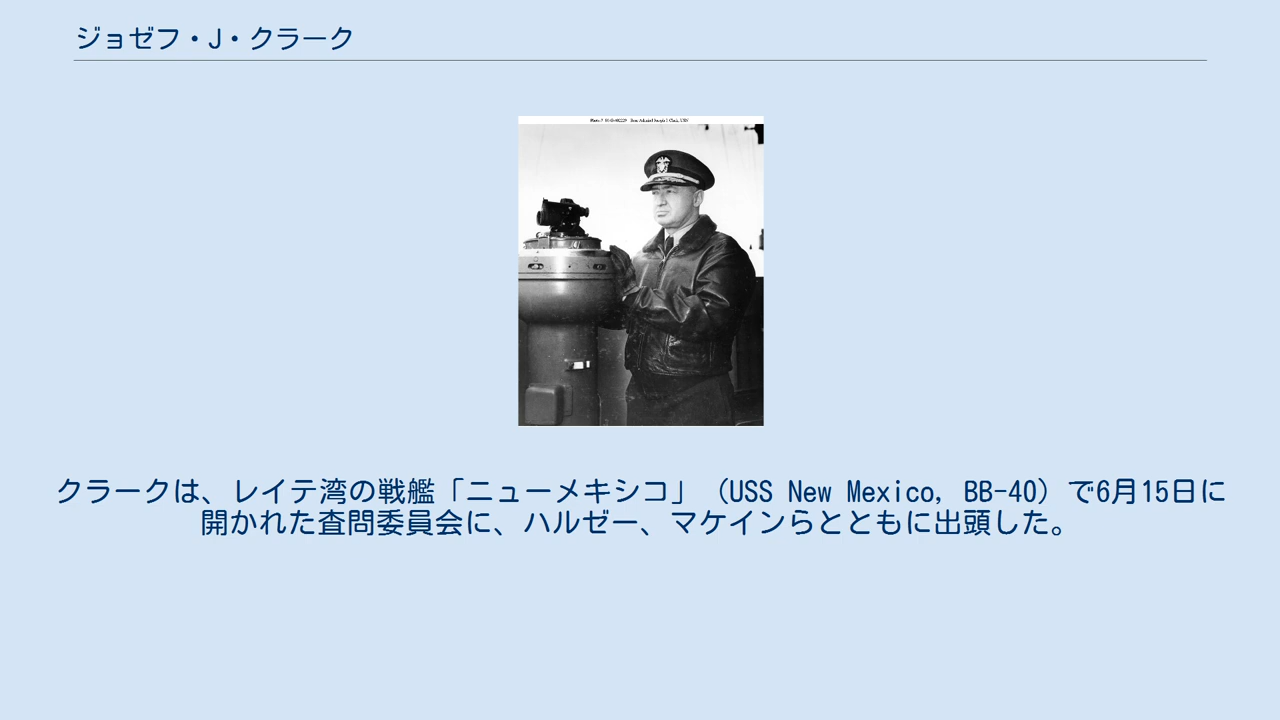 ジョゼフ・J・クラーク
クラークは、レイテ湾の戦艦「ニューメキシコ」（USS New Mexico, BB-40）で6月15日に
開かれた査問委員会に、ハルゼー、マケインらとともに出頭した。